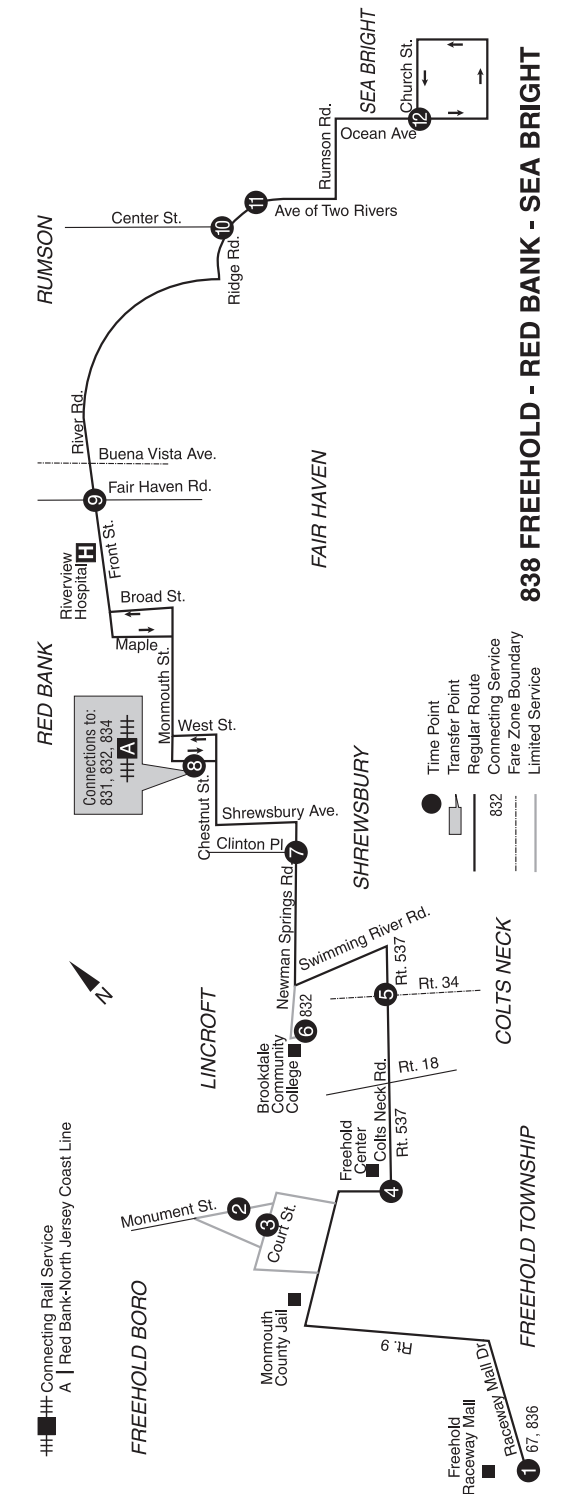 Connecting Rail Service
A | Red Bank-North Jersey Coast Line
FREEHOLD BORO
Monument St.
2
3
Court St.
Monmouth
County Jail
Rt. 9
Freehold
Raceway Mall
Raceway Mall Dr
1
67, 836
FREEHOLD TOWNSHIP
Freehold
Center
4
Colts Neck Rd.
Rt. 537
Rt. 18
N
LINCROFT
Brookdale
Community
College
6
832
Newman Springs Rd.
Swimming River Rd.
5
Rt. 537
Rt. 34
COLTS NECK
RED BANK
Connections to:
831, 832, 834
A
8
Chestnut St.
Monmouth St.
West St.
Clinton Pl
7
Shrewsbury Ave.
SHREWSBURY
Maple
Broad St.
Riverview
Hospital
H
Front St.
9
Fair Haven Rd.
Buena Vista Ave.
River Rd.
FAIR HAVEN
RUMSON
Center St.
10
Ridge Rd.
11
Ave of Two Rivers
Rumson Rd.
SEA BRIGHT
Ocean Ave
12
Church St.
Time Point
Transfer Point
Regular Route
832
Connecting Service
Fare Zone Boundary
Limited Service
838 FREEHOLD - RED BANK - SEA BRIGHT